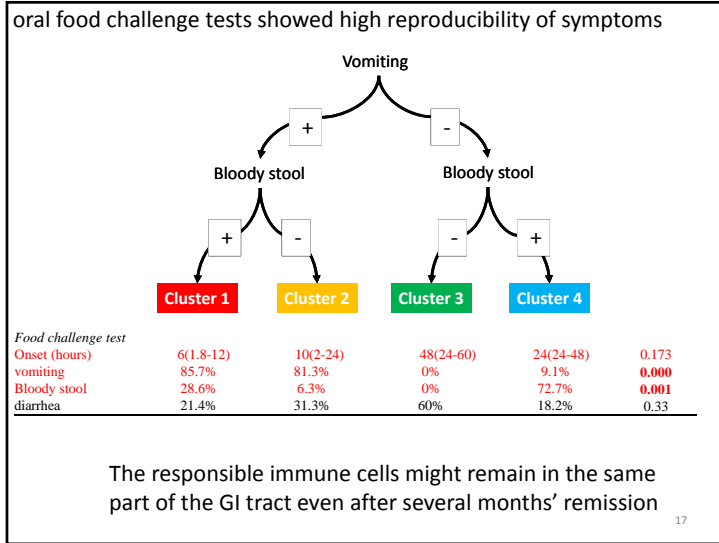 oral food challenge tests showed high reproducibility of symptoms
Vomiting
+
-
Bloody stool
Bloody stool
+
-
-
+
Cluster 1
Cluster 2
Cluster 3
Cluster 4
Food challenge test
Onset (hours) 6(1.8-12) 10(2-24) 48(24-60) 24(24-48) 0.173
vomiting 85.7% 81.3% 0% 9.1% 0.000
Bloody stool 28.6% 6.3% 0% 72.7% 0.001
diarrhea 21.4% 31.3% 60% 18.2% 0.33
The responsible immune cells might remain in the same
part of the GI tract even after several months’ remission
17